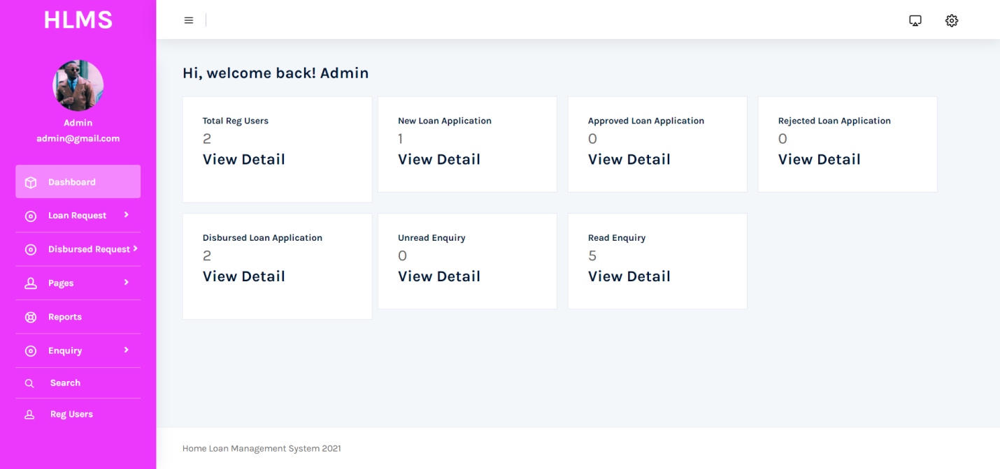 HLMS
Admin
admin@gmail.com
Dashboard
Loan Request
Disbursed Request
Pages
Reports
Enquiry
Search
Reg Users
Hi, welcome back! Admin
Total Reg Users
2
View Detail
New Loan Application
1
View Detail
Approved Loan Application
0
View Detail
Rejected Loan Application
0
View Detail
Disbursed Loan Application
2
View Detail
Unread Enquiry
0
View Detail
Read Enquiry
5
View Detail
Home Loan Management System 2021